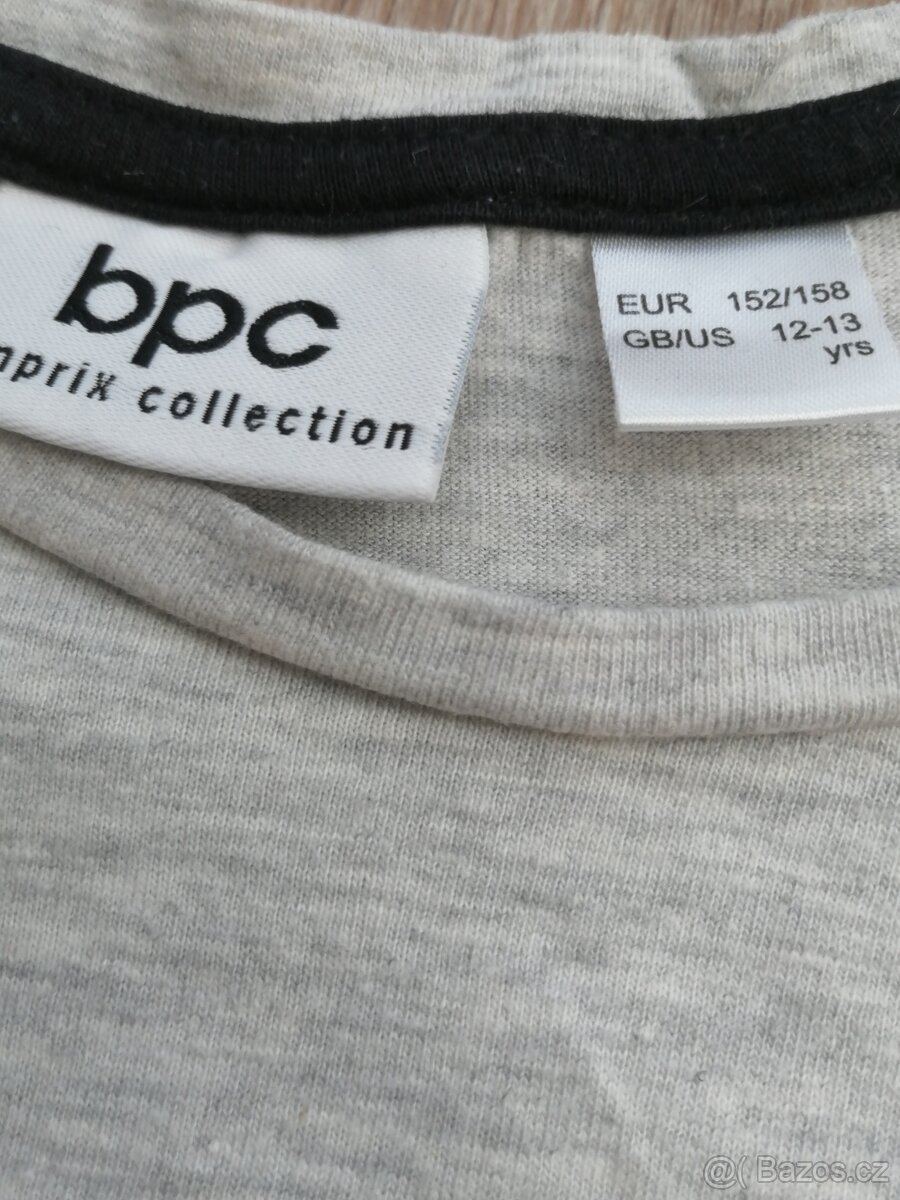 bpc
nprix collection
EUR 152/158
GB/US 12-13
yrs
@( Bazos.cz